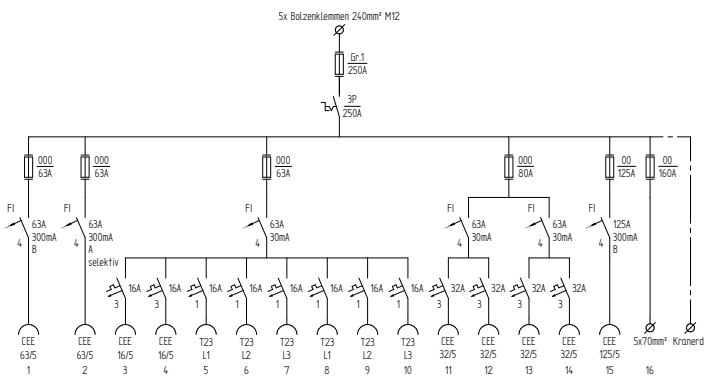 5x Bolzenklemmen 240mm² M12
Gr.1
250A
3P
250A
000
63A
000
63A
000
63A
000
80A
00
125A
00
160A
FI
63A
4
300mA
B
FI
63A
4
300mA
A
selektiv
FI
63A
4
30mA
FI
63A
4
30mA
FI
63A
4
30mA
FI
125A
4
300mA
B
16A
16A
16A
16A
16A
16A
16A
16A
32A
32A
32A
32A
3
3
1
1
1
1
1
1
3
3
3
3
CEE CEE CEE CEE T23 T23 T23 T23 T23 T23 CEE CEE CEE CEE CEE 5x70mm² Kranerd
63/5 63/5 16/5 16/5 L1 L2 L3 L1 L2 L3 32/5 32/5 32/5 32/5 125/5
1 2 3 4 5 6 7 8 9 10 11 12 13 14 15 16